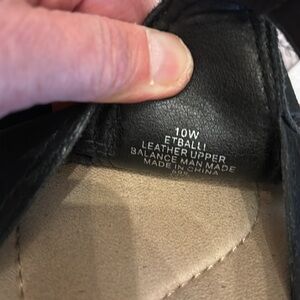 10W
ETBALLI
LEATHER UPPER
BALANCE MAN MADE
MADE IN CHINA